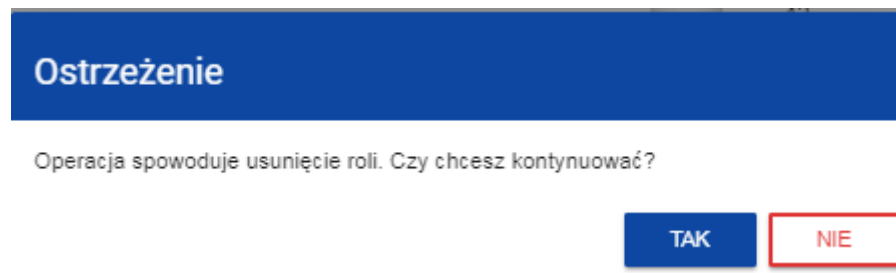 Ostrzeżenie
Operacja spowoduje usunięcie roli. Czy chcesz kontynuować?
TAK
NIE